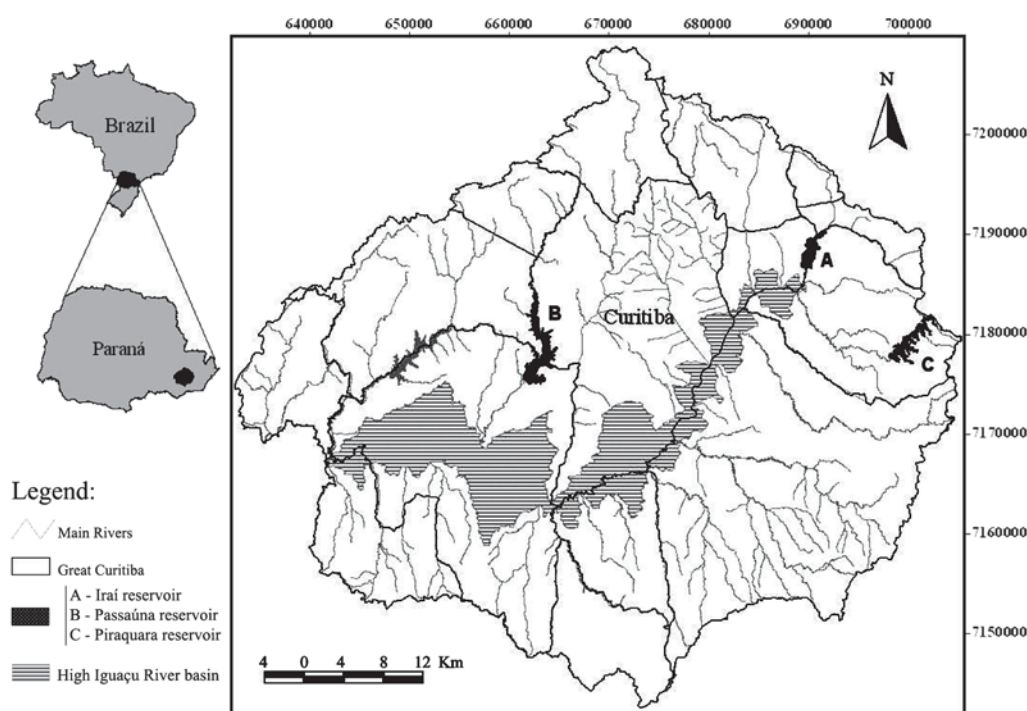 640000 650000 660000 670000 680000 690000 7000000
N
7200000
7190000
7180000
7170000
7160000
7150000
Brazil
Paraná
A
B
Curitiba
C
Legend:
Main Rivers
Great Curitiba
A - Iraí reservoir
B - Passaúna reservoir
C - Piraquara reservoir
High Iguaçu River basin
4 0 4 8 12 Km